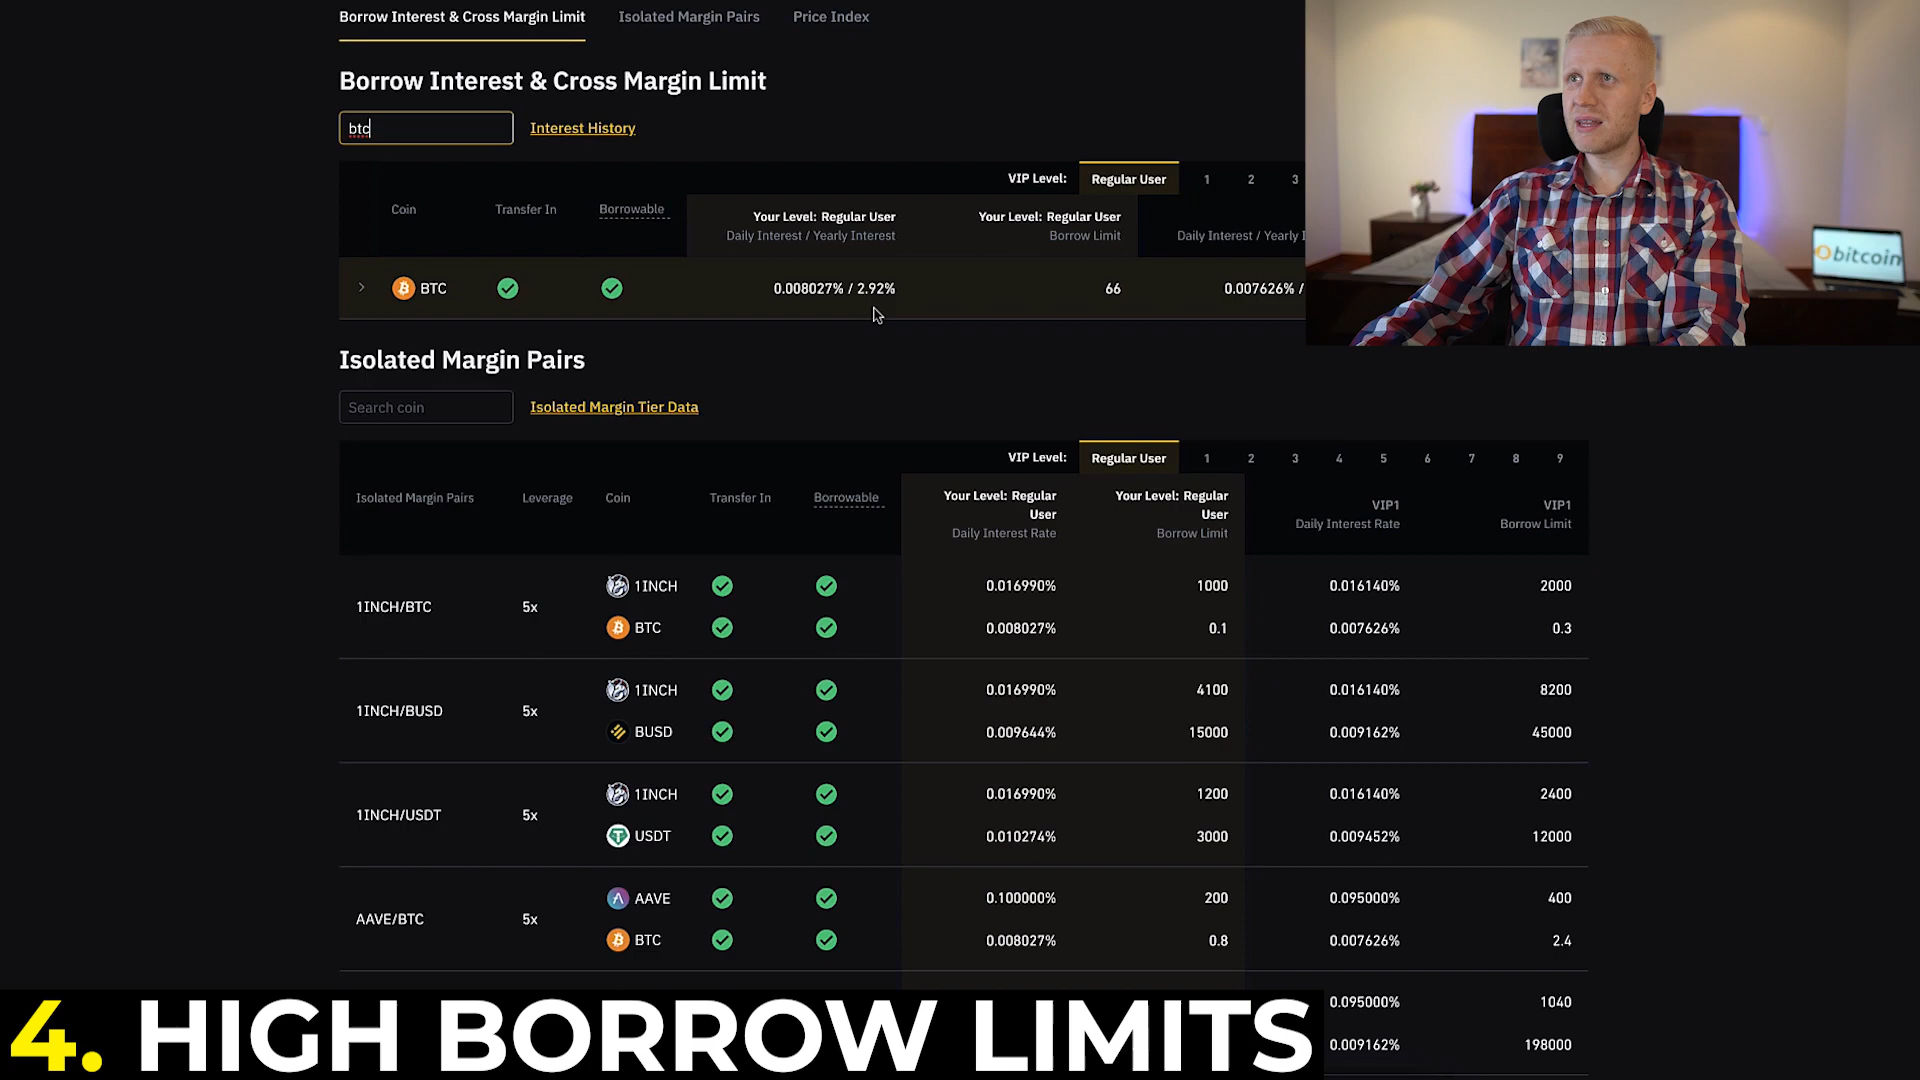 Borrow Interest & Cross Margin Limit Isolated Margin Pairs Price Index
Borrow Interest & Cross Margin Limit
btc Interest History
VIP Level: Regular User 1 2 3
Coin Transfer In Borrowable
Your Level: Regular User Your Level: Regular User
Daily Interest / Yearly Interest Borrow Limit Daily Interest / Yearly I
BTC 0.008027% / 2.92% 66 0.007626% /
bitcoin
Isolated Margin Pairs
Search coin Isolated Margin Tier Data
VIP Level: Regular User 1 2 3 4 5 6 7 8 9
Isolated Margin Pairs Leverage Coin Transfer In Borrowable
Your Level: Regular User Daily Interest Rate
Your Level: Regular User Borrow Limit
VIP1 Daily Interest Rate
VIP1 Borrow Limit
1INCH/BTC 5x
1INCH 0.016990% 1000 0.016140% 2000
BTC 0.008027% 0.1 0.007626% 0.3
1INCH/BUSD 5x
1INCH 0.016990% 4100 0.016140% 8200
BUSD 0.009644% 15000 0.009162% 45000
1INCH/USDT 5x
1INCH 0.016990% 1200 0.016140% 2400
USDT 0.010274% 3000 0.009452% 12000
AAVE/BTC 5x
AAVE 0.100000% 200 0.095000% 400
BTC 0.008027% 0.8 0.007626% 2.4
0.095000% 1040
0.009162% 198000
4. HIGH BORROW LIMITS